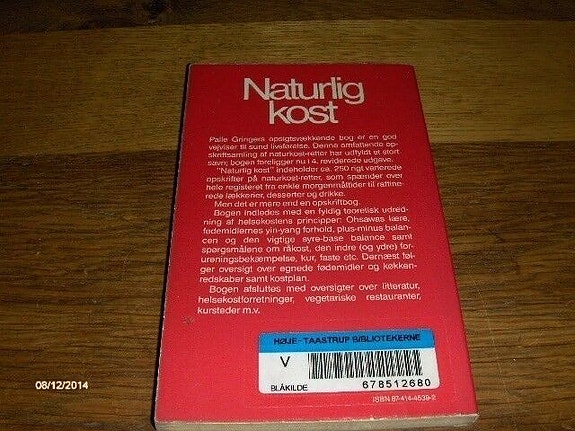 Naturlig
kost
Palle Gringers opsigtsvækkende bog er en god
vejviser til sund livsførelse. Denne omfattende op-
skriftsamling af naturkost-retter har udfyldt et stort
savn; bogen foreligger nu i 4. reviderede udgave.
"Naturlig kost" indeholder ca. 250 rigt varierede
opskrifter på naturkost-retter, som spænder over
hele registeret fra enkle morgenmåltider til raffine-
rede lækkerier, desserter og drikke.
Men det er mere end en opskriftbog.
Bogen indledes med en fyldig teoretisk udred-
ning af helsekostens principper: Ohsawas lære,
fødemidlernes yin-yang forhold, plus-minus balan-
cen og den vigtige syre-base balance samt
spørgsmålene om råkost, den indre (og ydre) for-
ureningsbekæmpelse, kur, faste etc. Dernæst føl-
ger oversigt over egnede fødemidler og køkken-
redskaber samt kostplan.
Bogen afsluttes med oversigter over litteratur,
helsekostforretninger, vegetariske restauranter,
kursteder m.v.
HØJE-TAASTRUP BIBLIOTEKERNE
V
BLÅKILDE
678512680
ISBN 87-414-4539-8
08/12/2014